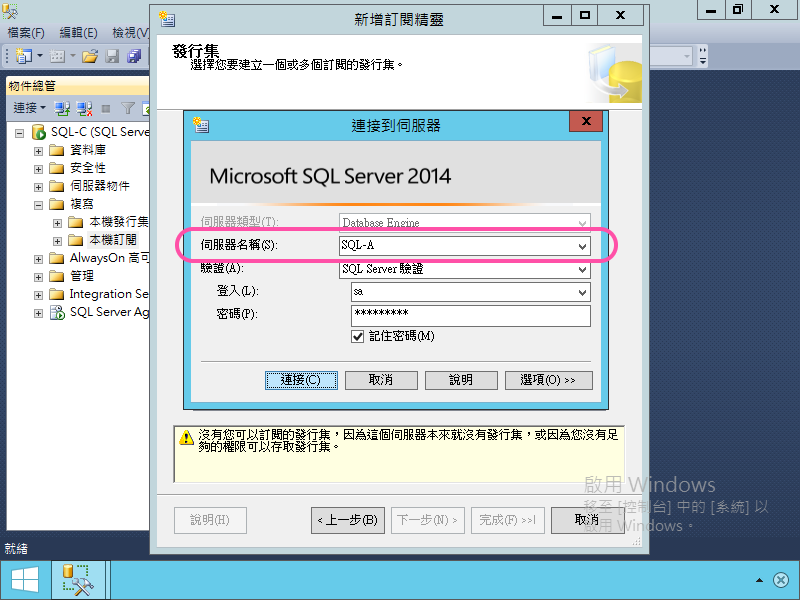 新增訂閱精靈
檔案(F) 編輯(E) 檢視(V)
發行集
選擇您要建立一個或多個訂閱的發行集。
物件總管
連接
SQL-C (SQL Serve
資料庫
安全性
伺服器物件
複寫
本機發行集
本機訂閱
AlwaysOn 高可
管理
Integration Se
SQL Server Ag
連接到伺服器
Microsoft SQL Server 2014
伺服器類型(T): Database Engine
伺服器名稱(S): SQL-A
驗證(A): SQL Server 驗證
登入(L): sa
密碼(P): *********
記住密碼(M)
連接(C) 取消 說明 選項(O) >>
沒有您可以訂閱的發行集，因為這個伺服器本來就沒有發行集，或因為您沒有足
夠的權限可以存取發行集。
說明(H) < 上一步(B) 下一步(N) > 完成(F) >>| 取消
啟用 Windows
移至 [控制台] 中的 [系統] 以
啟用 Windows。
就緒